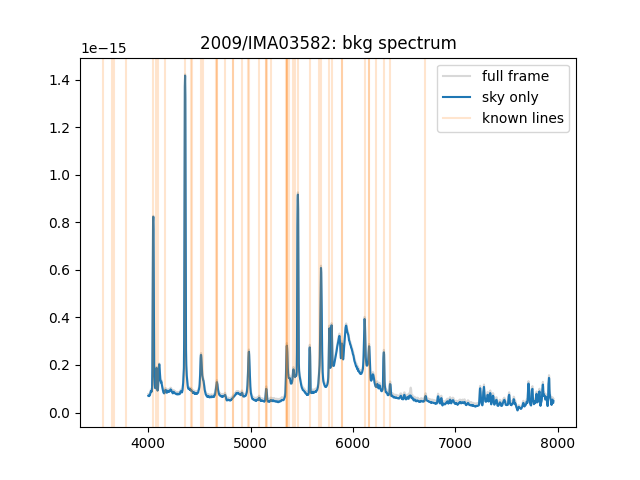 2009/IMA03582: bkg spectrum
1e−15
full frame
sky only
known lines
1.4
1.2
1.0
0.8
0.6
0.4
0.2
0.0
4000 5000 6000 7000 8000